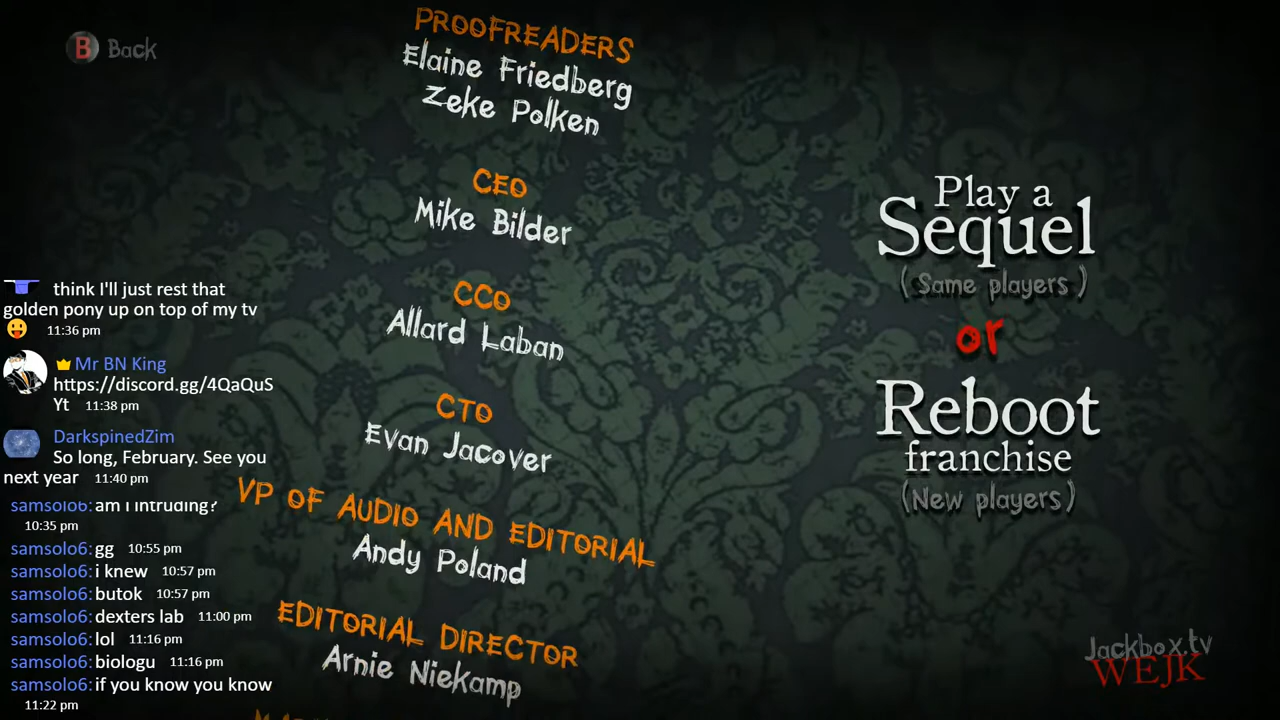 B Back
PROOFREADERS
Elaine Friedberg
Zeke Polken
CEO
Mike Bilder
CCO
Allard Laban
CTO
Evan Jacover
VP OF AUDIO AND EDITORIAL
Andy Poland
EDITORIAL DIRECTOR
Arnie Niekamp
Play a
Sequel
(Same players)
or
Reboot
franchise
(New players)
Jackbox.tv
WEJK
think I'll just rest that
golden pony up on top of my tv
11:36 pm
Mr BN King
https://discord.gg/4QaQuS
Yt 11:38 pm
DarkspinedZim
So long, February. See you
next year 11:40 pm
samsolo6: am i intruding?
10:35 pm
samsolo6: gg 10:55 pm
samsolo6: i knew 10:57 pm
samsolo6: butok 10:57 pm
samsolo6: dexters lab 11:00 pm
samsolo6: lol 11:16 pm
samsolo6: biologu 11:16 pm
samsolo6: if you know you know
11:22 pm